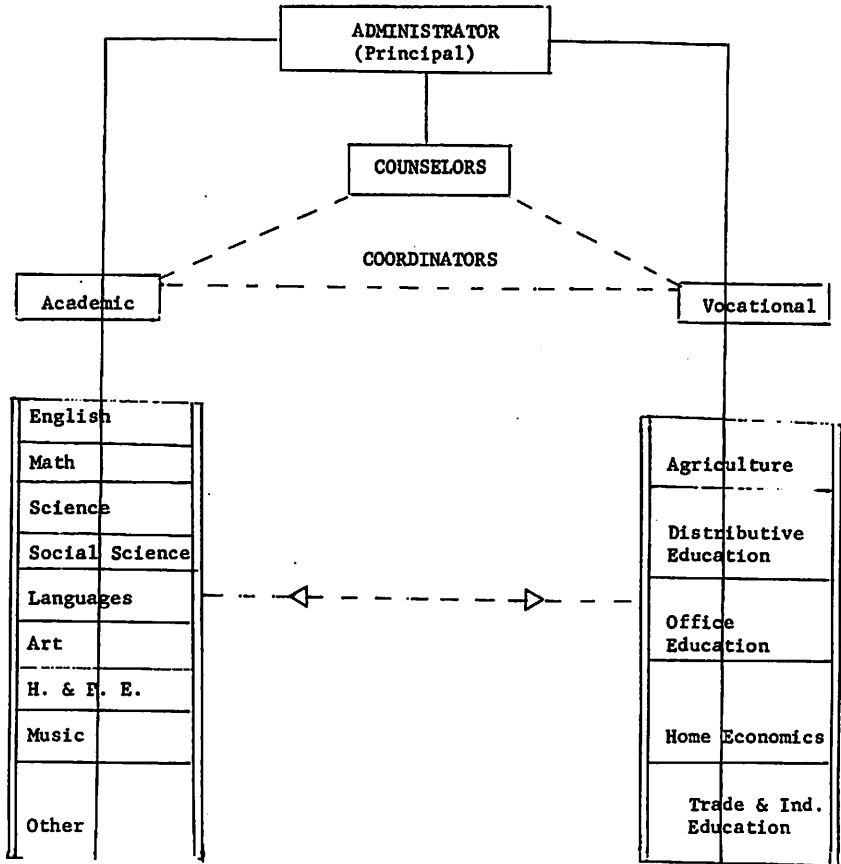 ADMINISTRATOR
(Principal)
COUNSELORS
COORDINATORS
Academic
Vocational
English
Math
Science
Social Science
Languages
Art
H. & P. E.
Music
Other
Agriculture
Distributive
Education
Office
Education
Home Economics
Trade & Ind.
Education